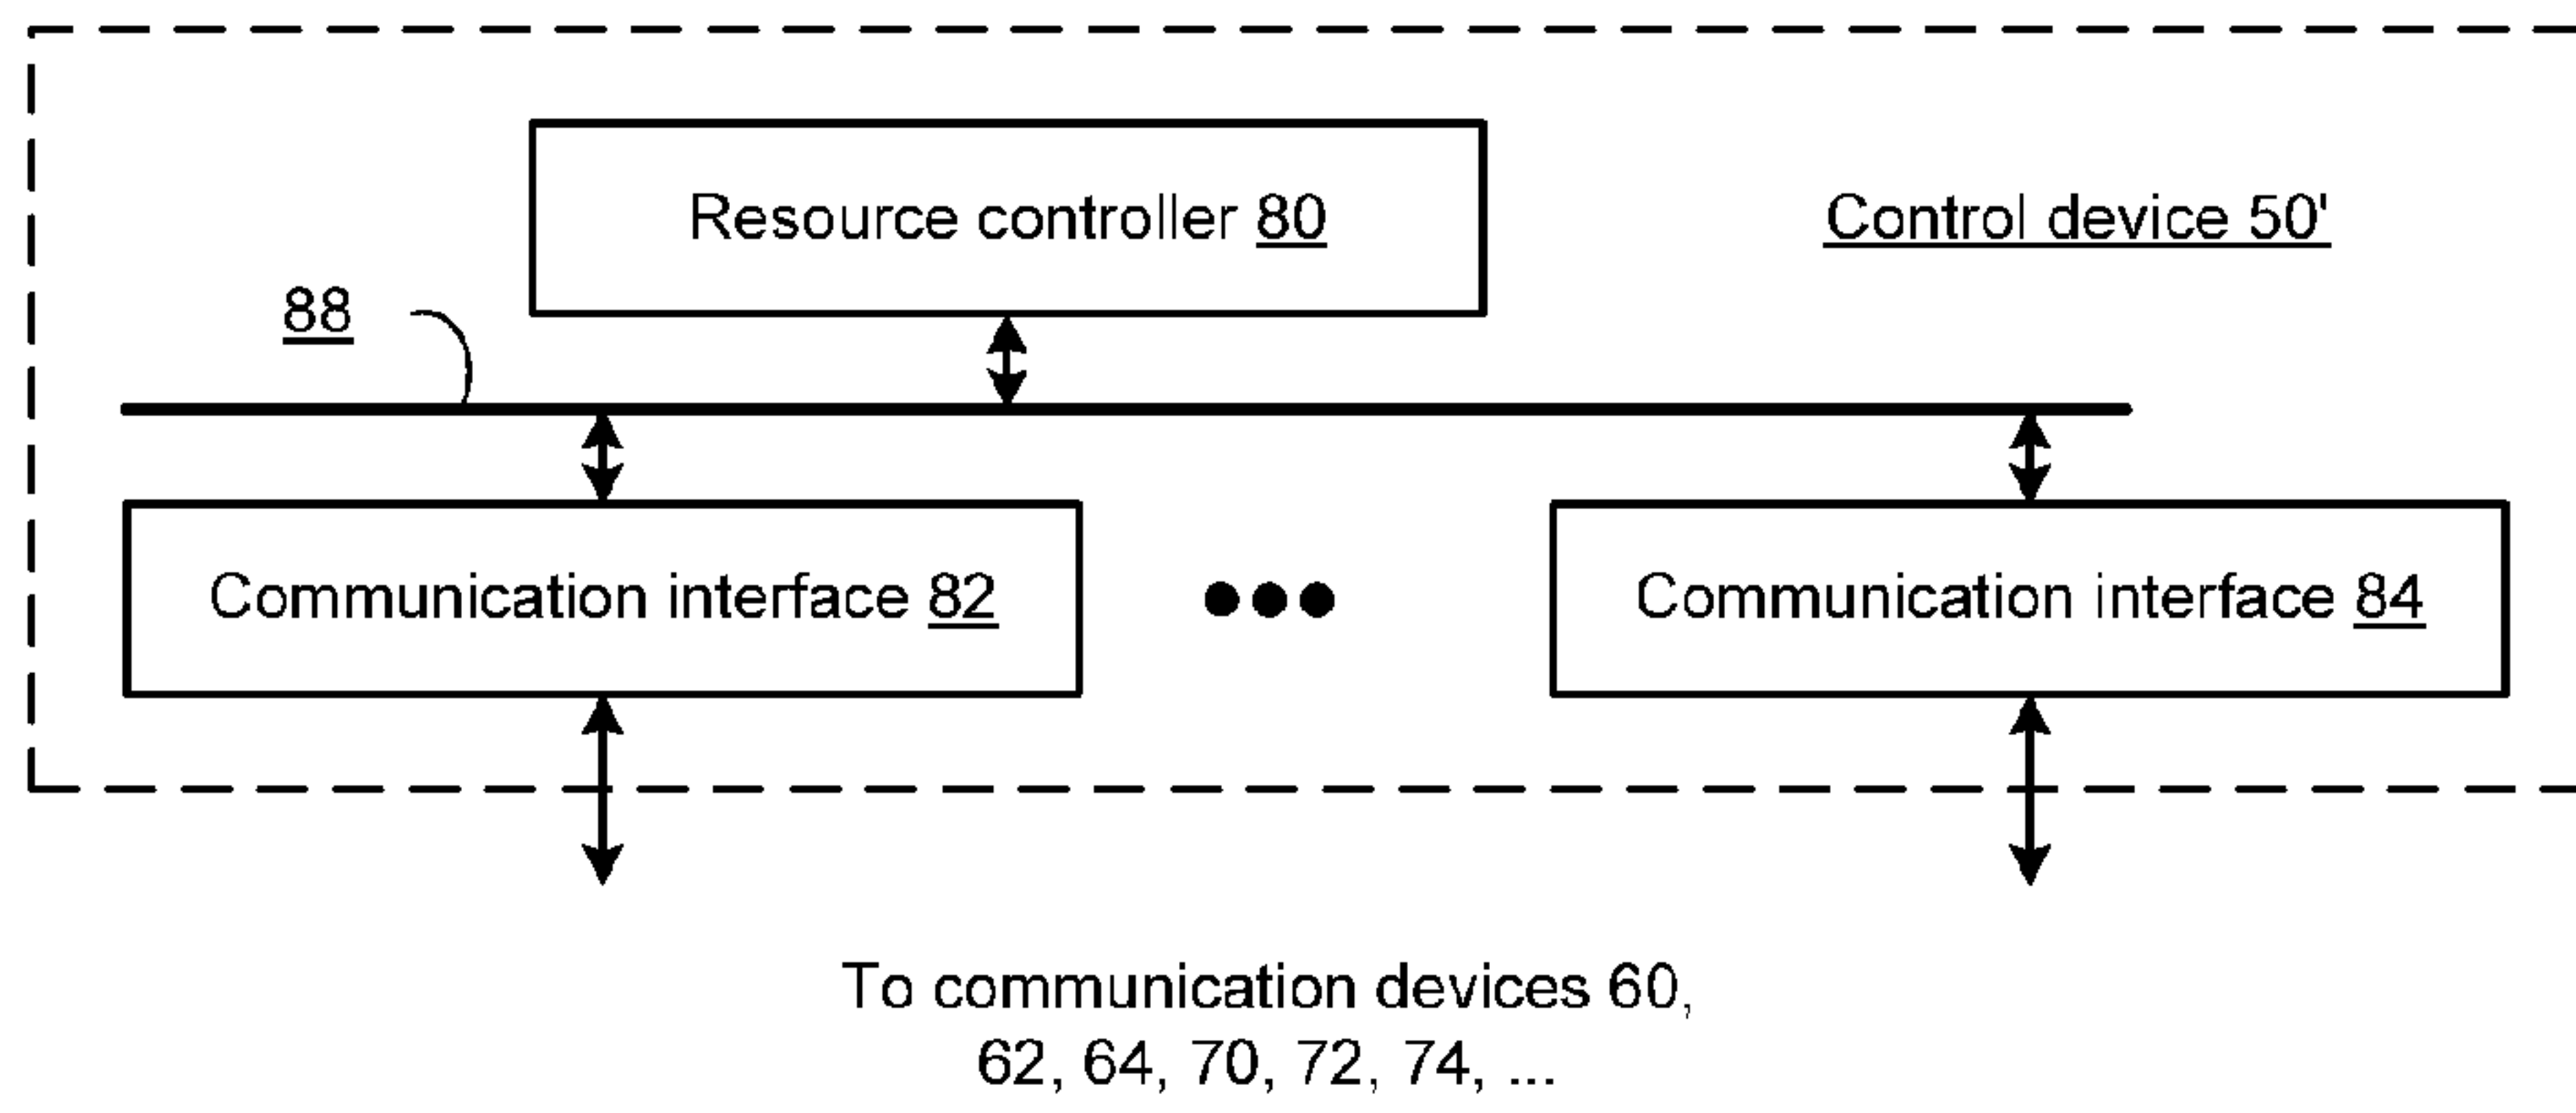 Resource controller 80
Control device 50'
88
Communication interface 82
Communication interface 84
To communication devices 60,
62, 64, 70, 72, 74, ...